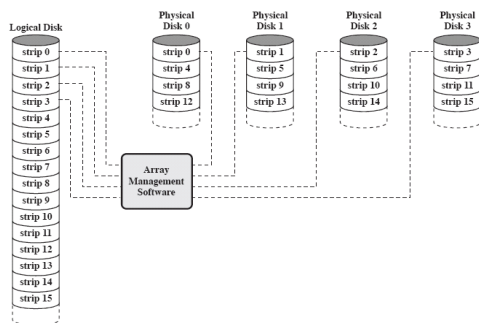 Logical Disk
strip 0
strip 1
strip 2
strip 3
strip 4
strip 5
strip 6
strip 7
strip 8
strip 9
strip 10
strip 11
strip 12
strip 13
strip 14
strip 15
Physical
Disk 0
strip 0
strip 4
strip 8
strip 12
Physical
Disk 1
strip 1
strip 5
strip 9
strip 13
Physical
Disk 2
strip 2
strip 6
strip 10
strip 14
Physical
Disk 3
strip 3
strip 7
strip 11
strip 15
Array
Management
Software